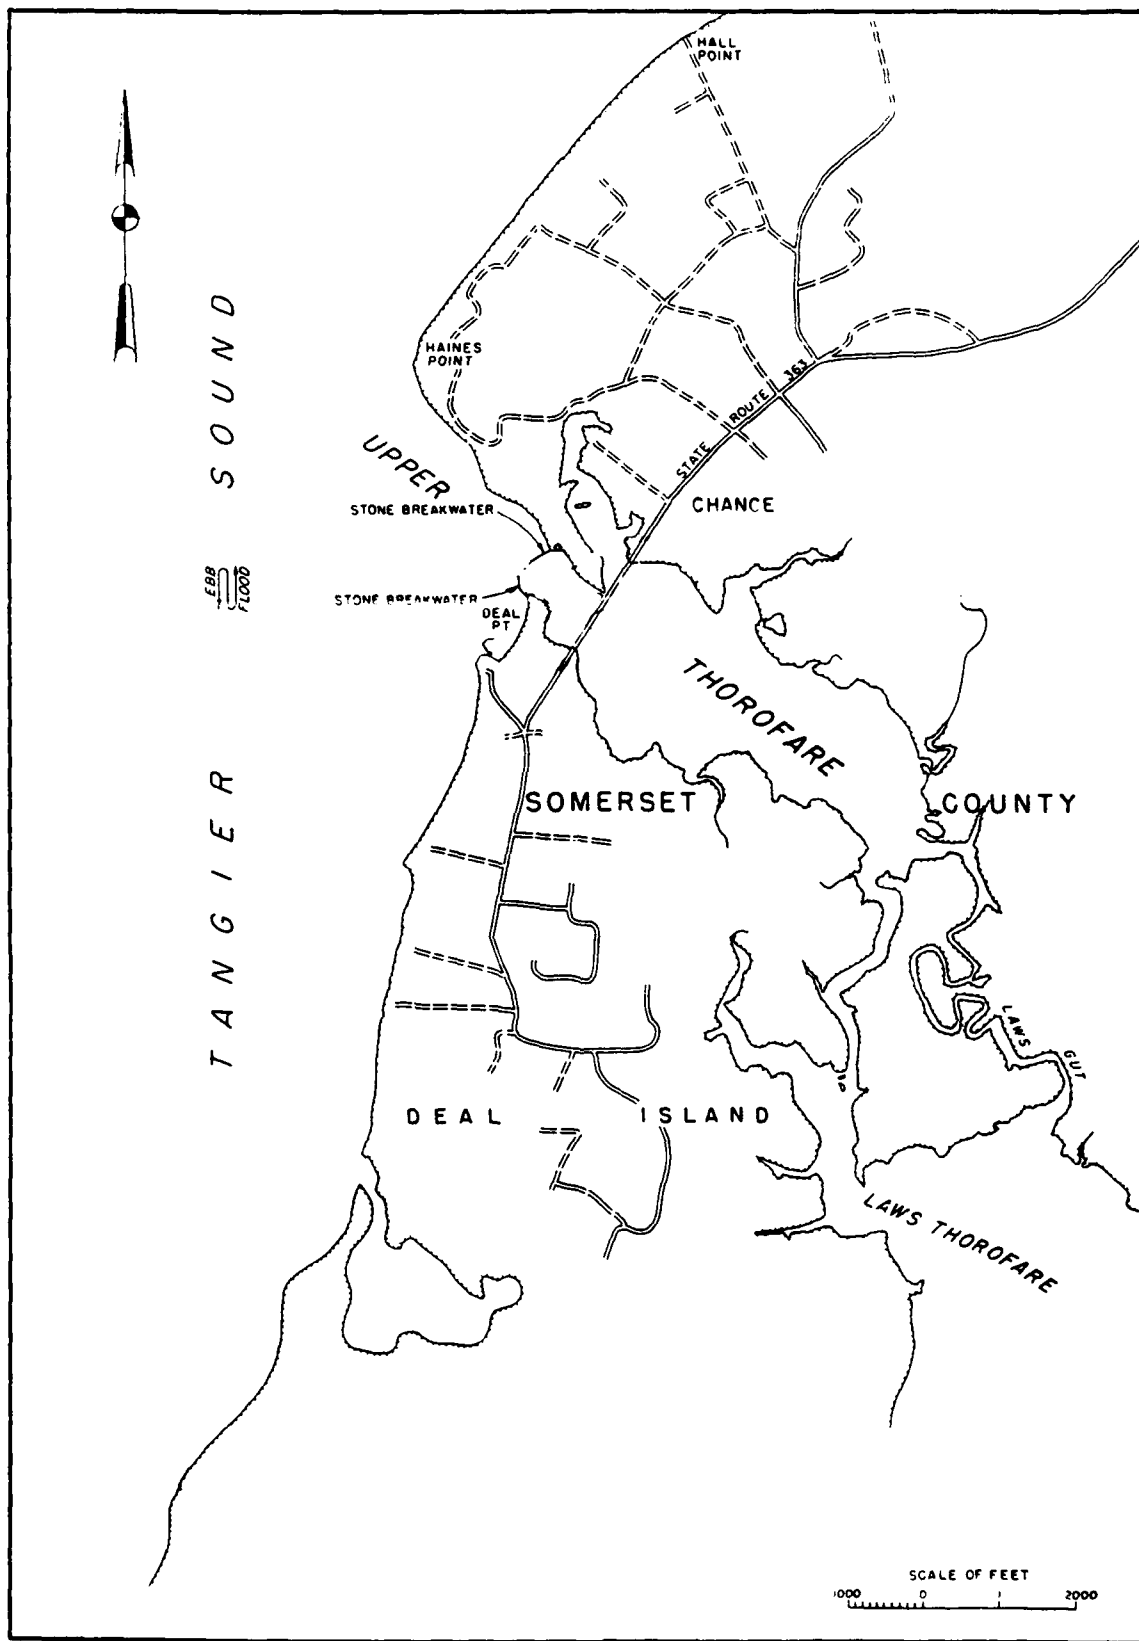 HALL
POINT
TANGIER SOUND
HAINES
POINT
STATE ROUTE 363
UPPER
STONE BREAKWATER
CHANCE
EBB
FLOOD
STONE BREAKWATER
DEAL
PT
THOROFARE
SOMERSET COUNTY
LAWS GUT
DEAL ISLAND
LAWS THOROFARE
SCALE OF FEET
1000 0 1 2000